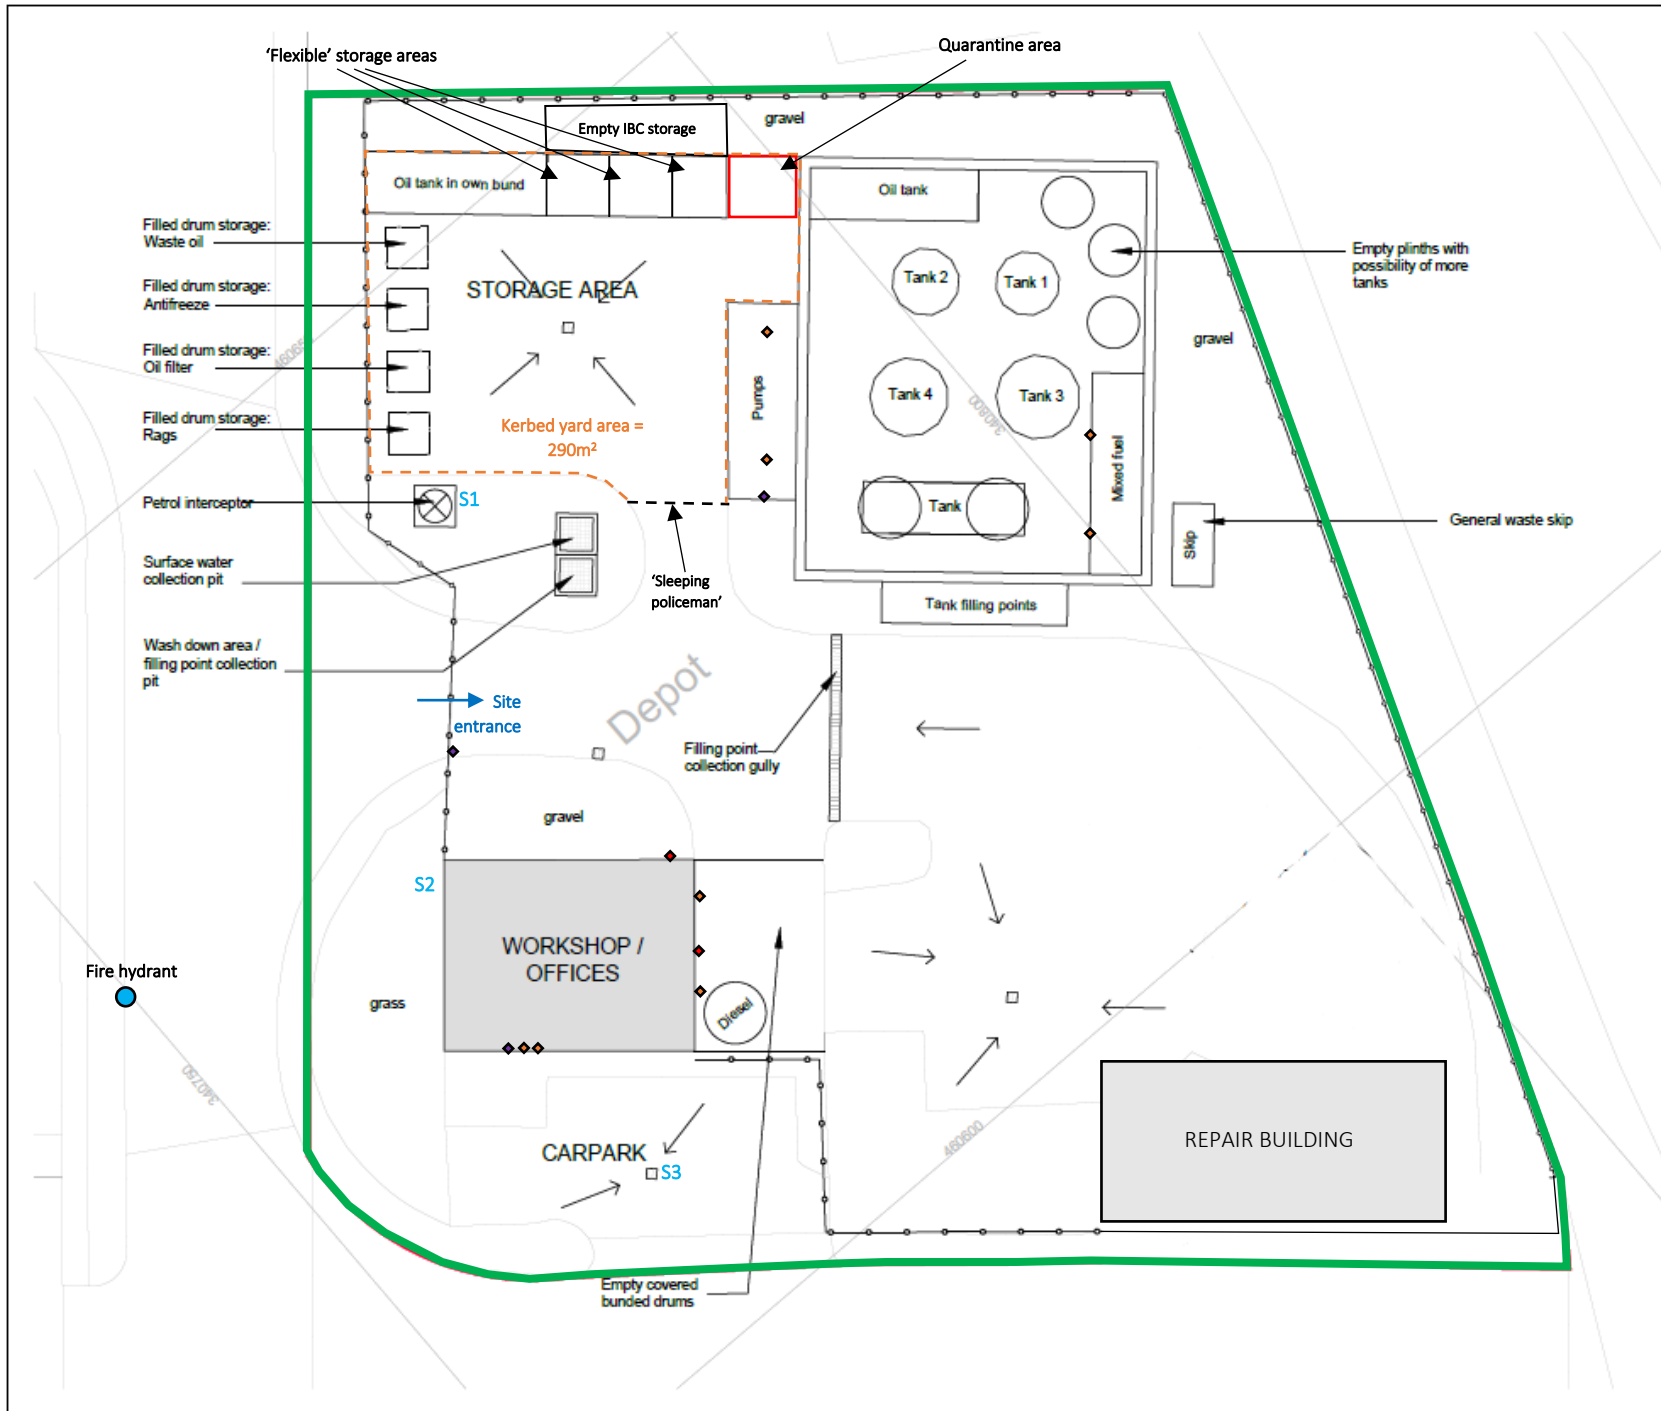 ‘Flexible’ storage areas
Quarantine area
Empty IBC storage
gravel
Oil tank in own bund
Oil tank
Filled drum storage:
Waste oil
Empty plinths with
possibility of more
tanks
Tank 2
Tank 1
STORAGE AREA
Filled drum storage:
Antifreeze
gravel
460650
Filled drum storage:
Oil filter
Pumps
Tank 4
Tank 3
340800
Filled drum storage:
Rags
Kerbed yard area =
290m²
Mixed fuel
Petrol interceptor
S1
Tank
General waste skip
Skip
Surface water
collection pit
‘Sleeping
policeman’
Tank filling points
Wash down area /
filling point collection
pit
Depot
Site
entrance
Filling point
collection gully
gravel
S2
WORKSHOP /
OFFICES
Fire hydrant
grass
Diesel
340750
460600
REPAIR BUILDING
CARPARK
S3
Empty covered
bunded drums